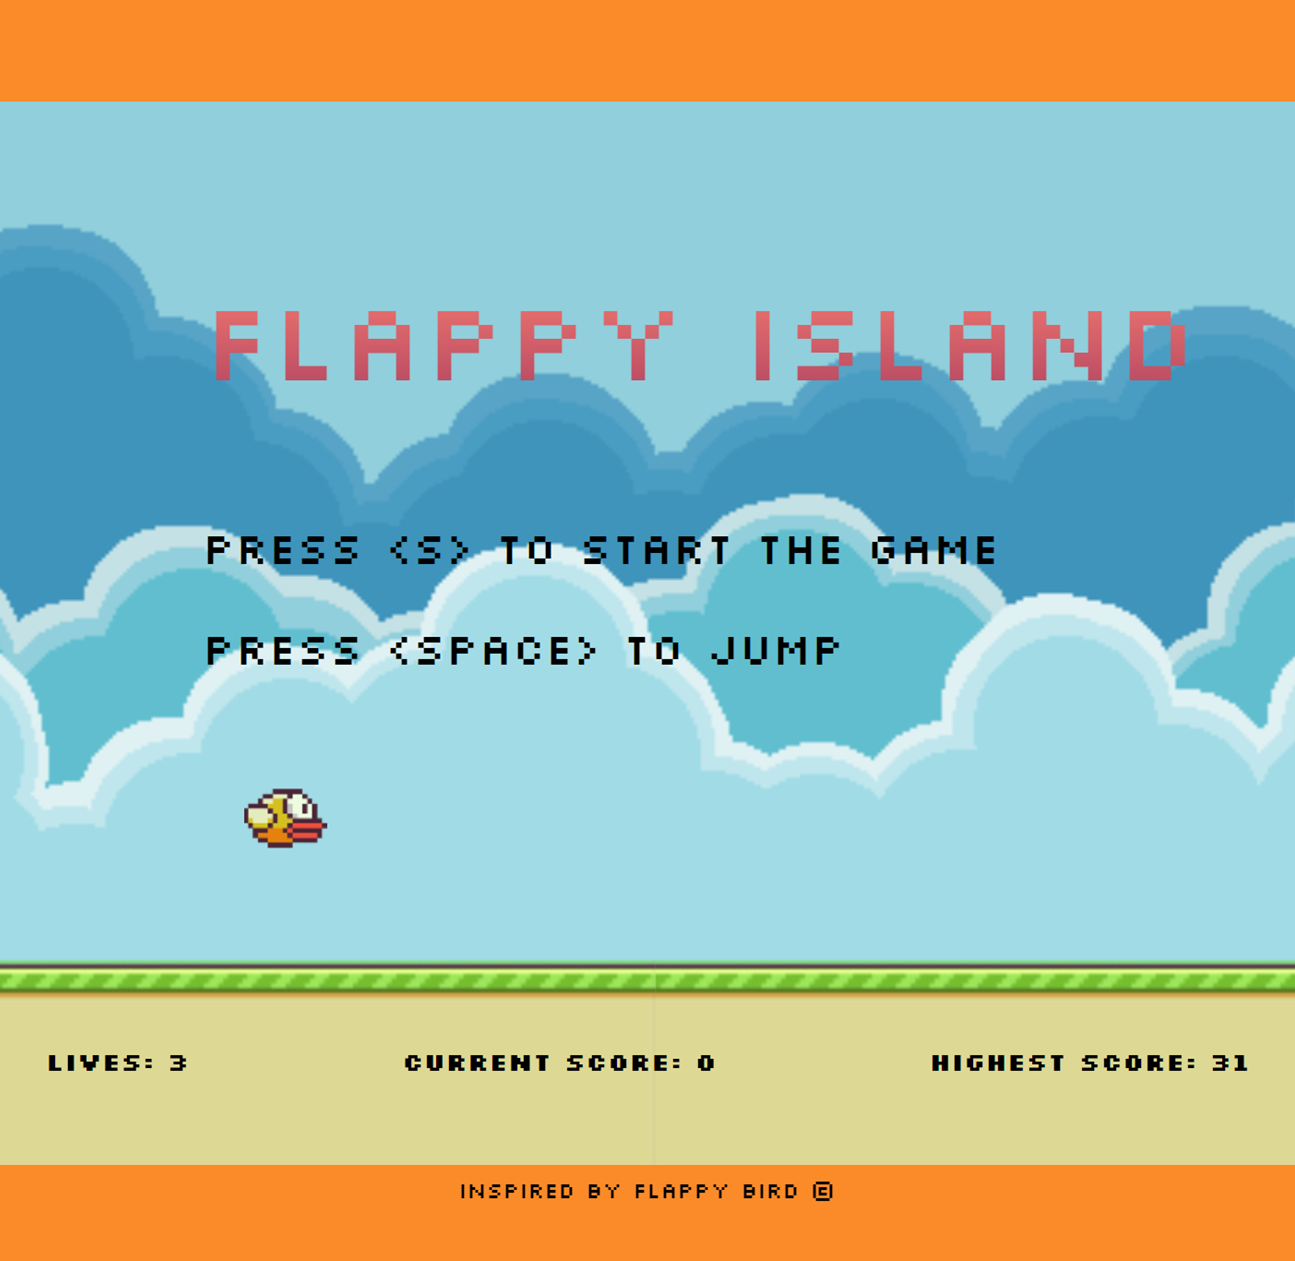 FLAPPY ISLAND
PRESS <S> TO START THE GAME
PRESS <SPACE> TO JUMP
LIVES: 3 CURRENT SCORE: 0 HIGHEST SCORE: 31
INSPIRED BY FLAPPY BIRD ©